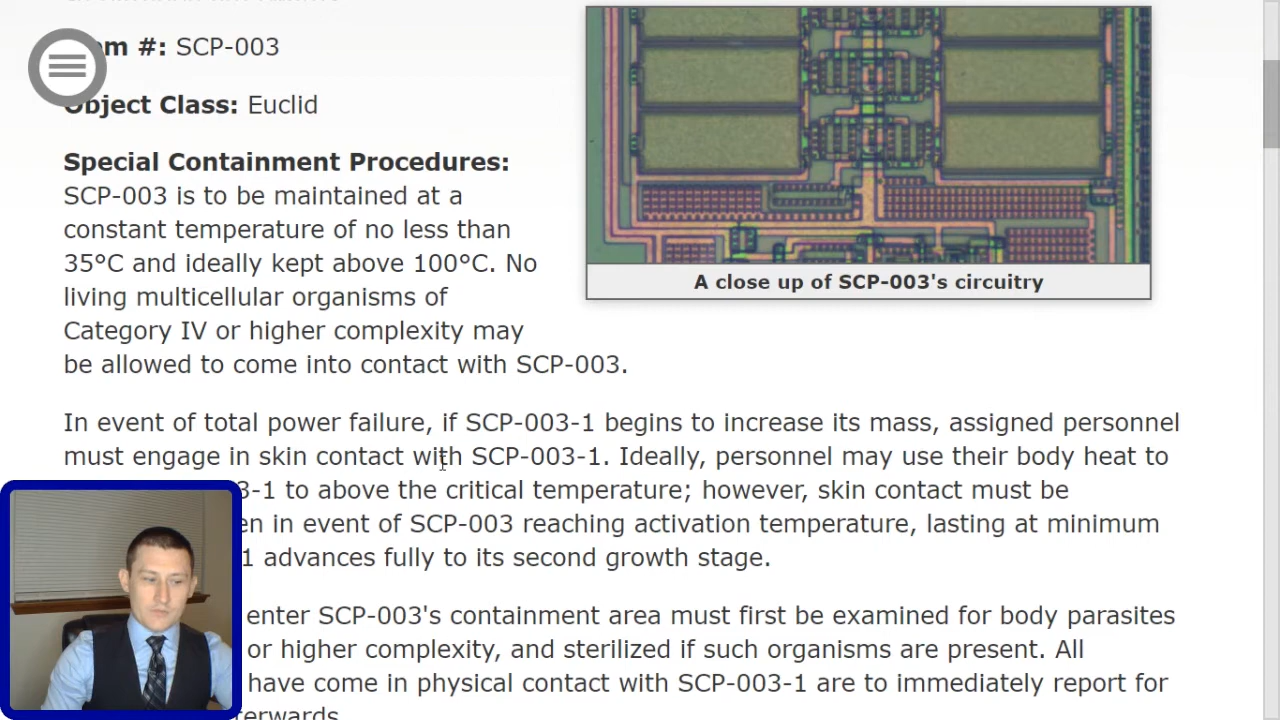 #: SCP-003
Object Class: Euclid
Special Containment Procedures:
SCP-003 is to be maintained at a
constant temperature of no less than
35°C and ideally kept above 100°C. No
living multicellular organisms of
Category IV or higher complexity may
be allowed to come into contact with SCP-003.
A close up of SCP-003's circuitry
In event of total power failure, if SCP-003-1 begins to increase its mass, assigned personnel
must engage in skin contact with SCP-003-1. Ideally, personnel may use their body heat to
3-1 to above the critical temperature; however, skin contact must be
en in event of SCP-003 reaching activation temperature, lasting at minimum
1 advances fully to its second growth stage.
enter SCP-003's containment area must first be examined for body parasites
or higher complexity, and sterilized if such organisms are present. All
have come in physical contact with SCP-003-1 are to immediately report for
terwards.